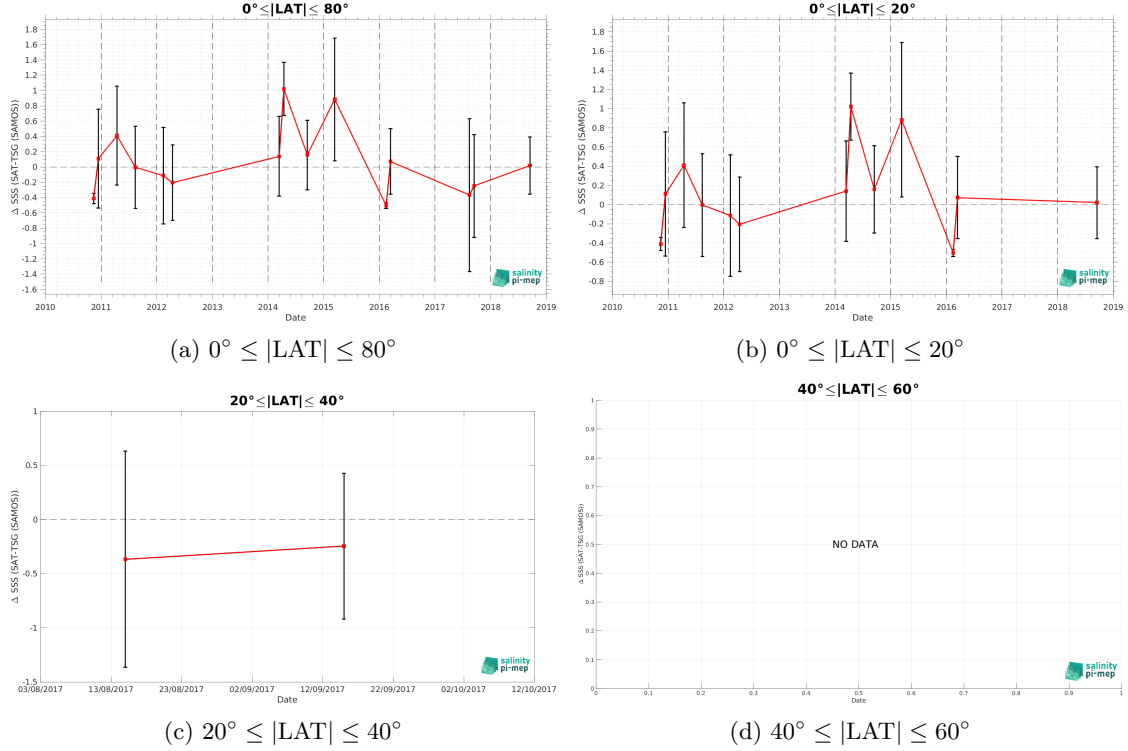 0°≤|LAT|≤ 80°
Δ SSS (SAT-TSG (SAMOS))
1.8
1.6
1.4
1.2
1
0.8
0.6
0.4
0.2
0
-0.2
-0.4
-0.6
-0.8
-1
-1.2
-1.4
-1.6
2010 2011 2012 2014 2015 2016 2017 2018 2019
Date
salinity
pi-mep
(a) 0° ≤ |LAT| ≤ 80°
0°≤|LAT|≤ 20°
Δ SSS (SAT-TSG (SAMOS))
1.8
1.6
1.4
1.2
1
0.8
0.6
0.4
0.2
0
-0.2
-0.4
-0.6
-0.8
2010 2011 2012 2014 2015 2016 2017 2018 2019
Date
salinity
pi-mep
(b) 0° ≤ |LAT| ≤ 20°
20°≤|LAT|≤ 40°
Δ SSS (SAT-TSG (SAMOS))
1
0.5
0
-0.5
-1
-1.5
03/08/2017 13/08/2017 23/08/2017 02/09/2017 12/09/2017 22/09/2017 02/10/2017 12/10/2017
Date
salinity
pi-mep
(c) 20° ≤ |LAT| ≤ 40°
40°≤|LAT|≤ 60°
Δ SSS (SAT-TSG (SAMOS))
1
0.9
0.8
0.7
0.6
0.5
0.4
0.3
0.2
0.1
0
NO DATA
0 0.1 0.2 0.3 0.4 0.5 0.6 0.7 0.8 0.9 1
Date
salinity
pi-mep
(d) 40° ≤ |LAT| ≤ 60°